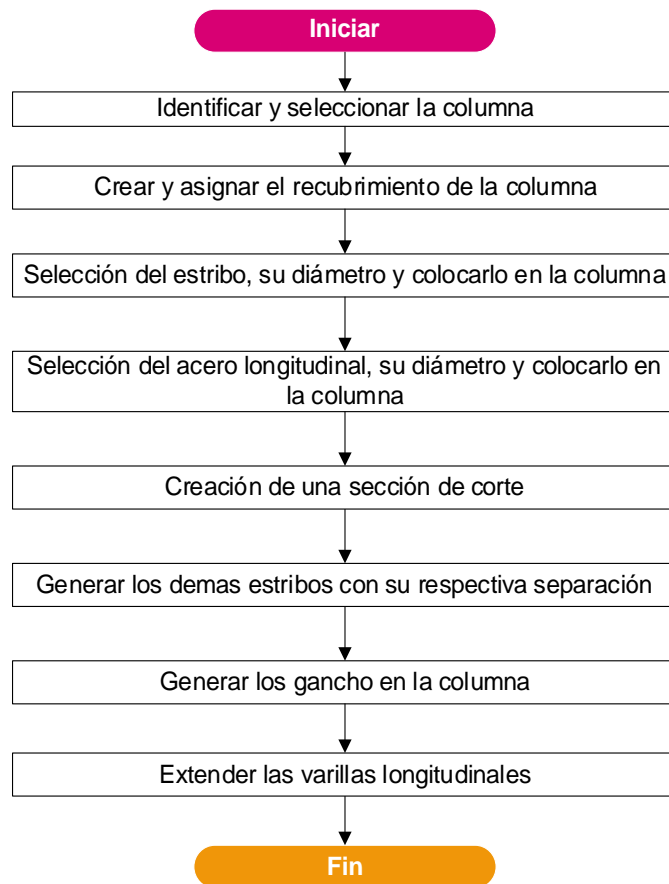 Iniciar
Identificar y seleccionar la columna
Crear y asignar el recubrimiento de la columna
Selección del estribo, su diámetro y colocarlo en la columna
Selección del acero longitudinal, su diámetro y colocarlo en
la columna
Creación de una sección de corte
Generar los demas estribos con su respectiva separación
Generar los gancho en la columna
Extender las varillas longitudinales
Fin